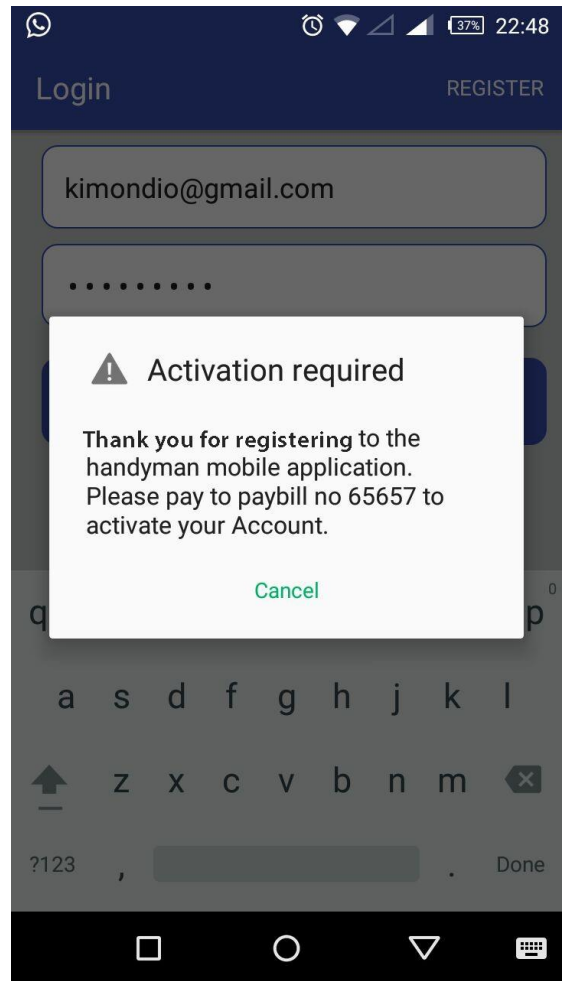 37% 22:48
Login REGISTER
kimondio@gmail.com
Activation required
Thank you for registering to the
handyman mobile application.
Please pay to paybill no 65657 to
activate your Account.
Cancel
0
q p
a s d f g h j k l
z x c v b n m
?123 , . Done